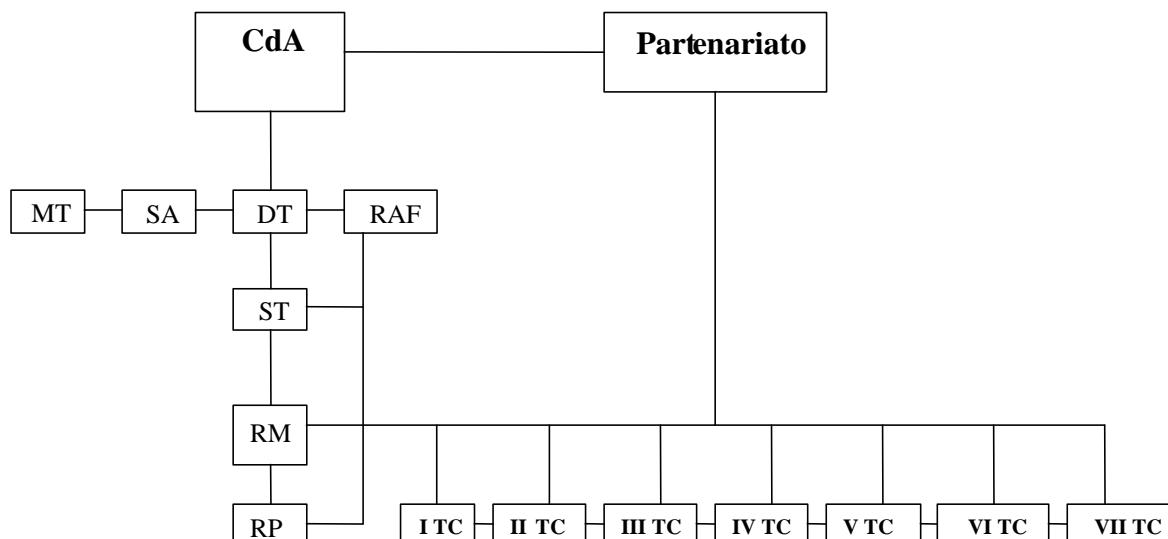 CdA
Partenariato
MT
SA
DT
RAF
ST
RM
RP
I TC
II TC
III TC
IV TC
V TC
VI TC
VII TC